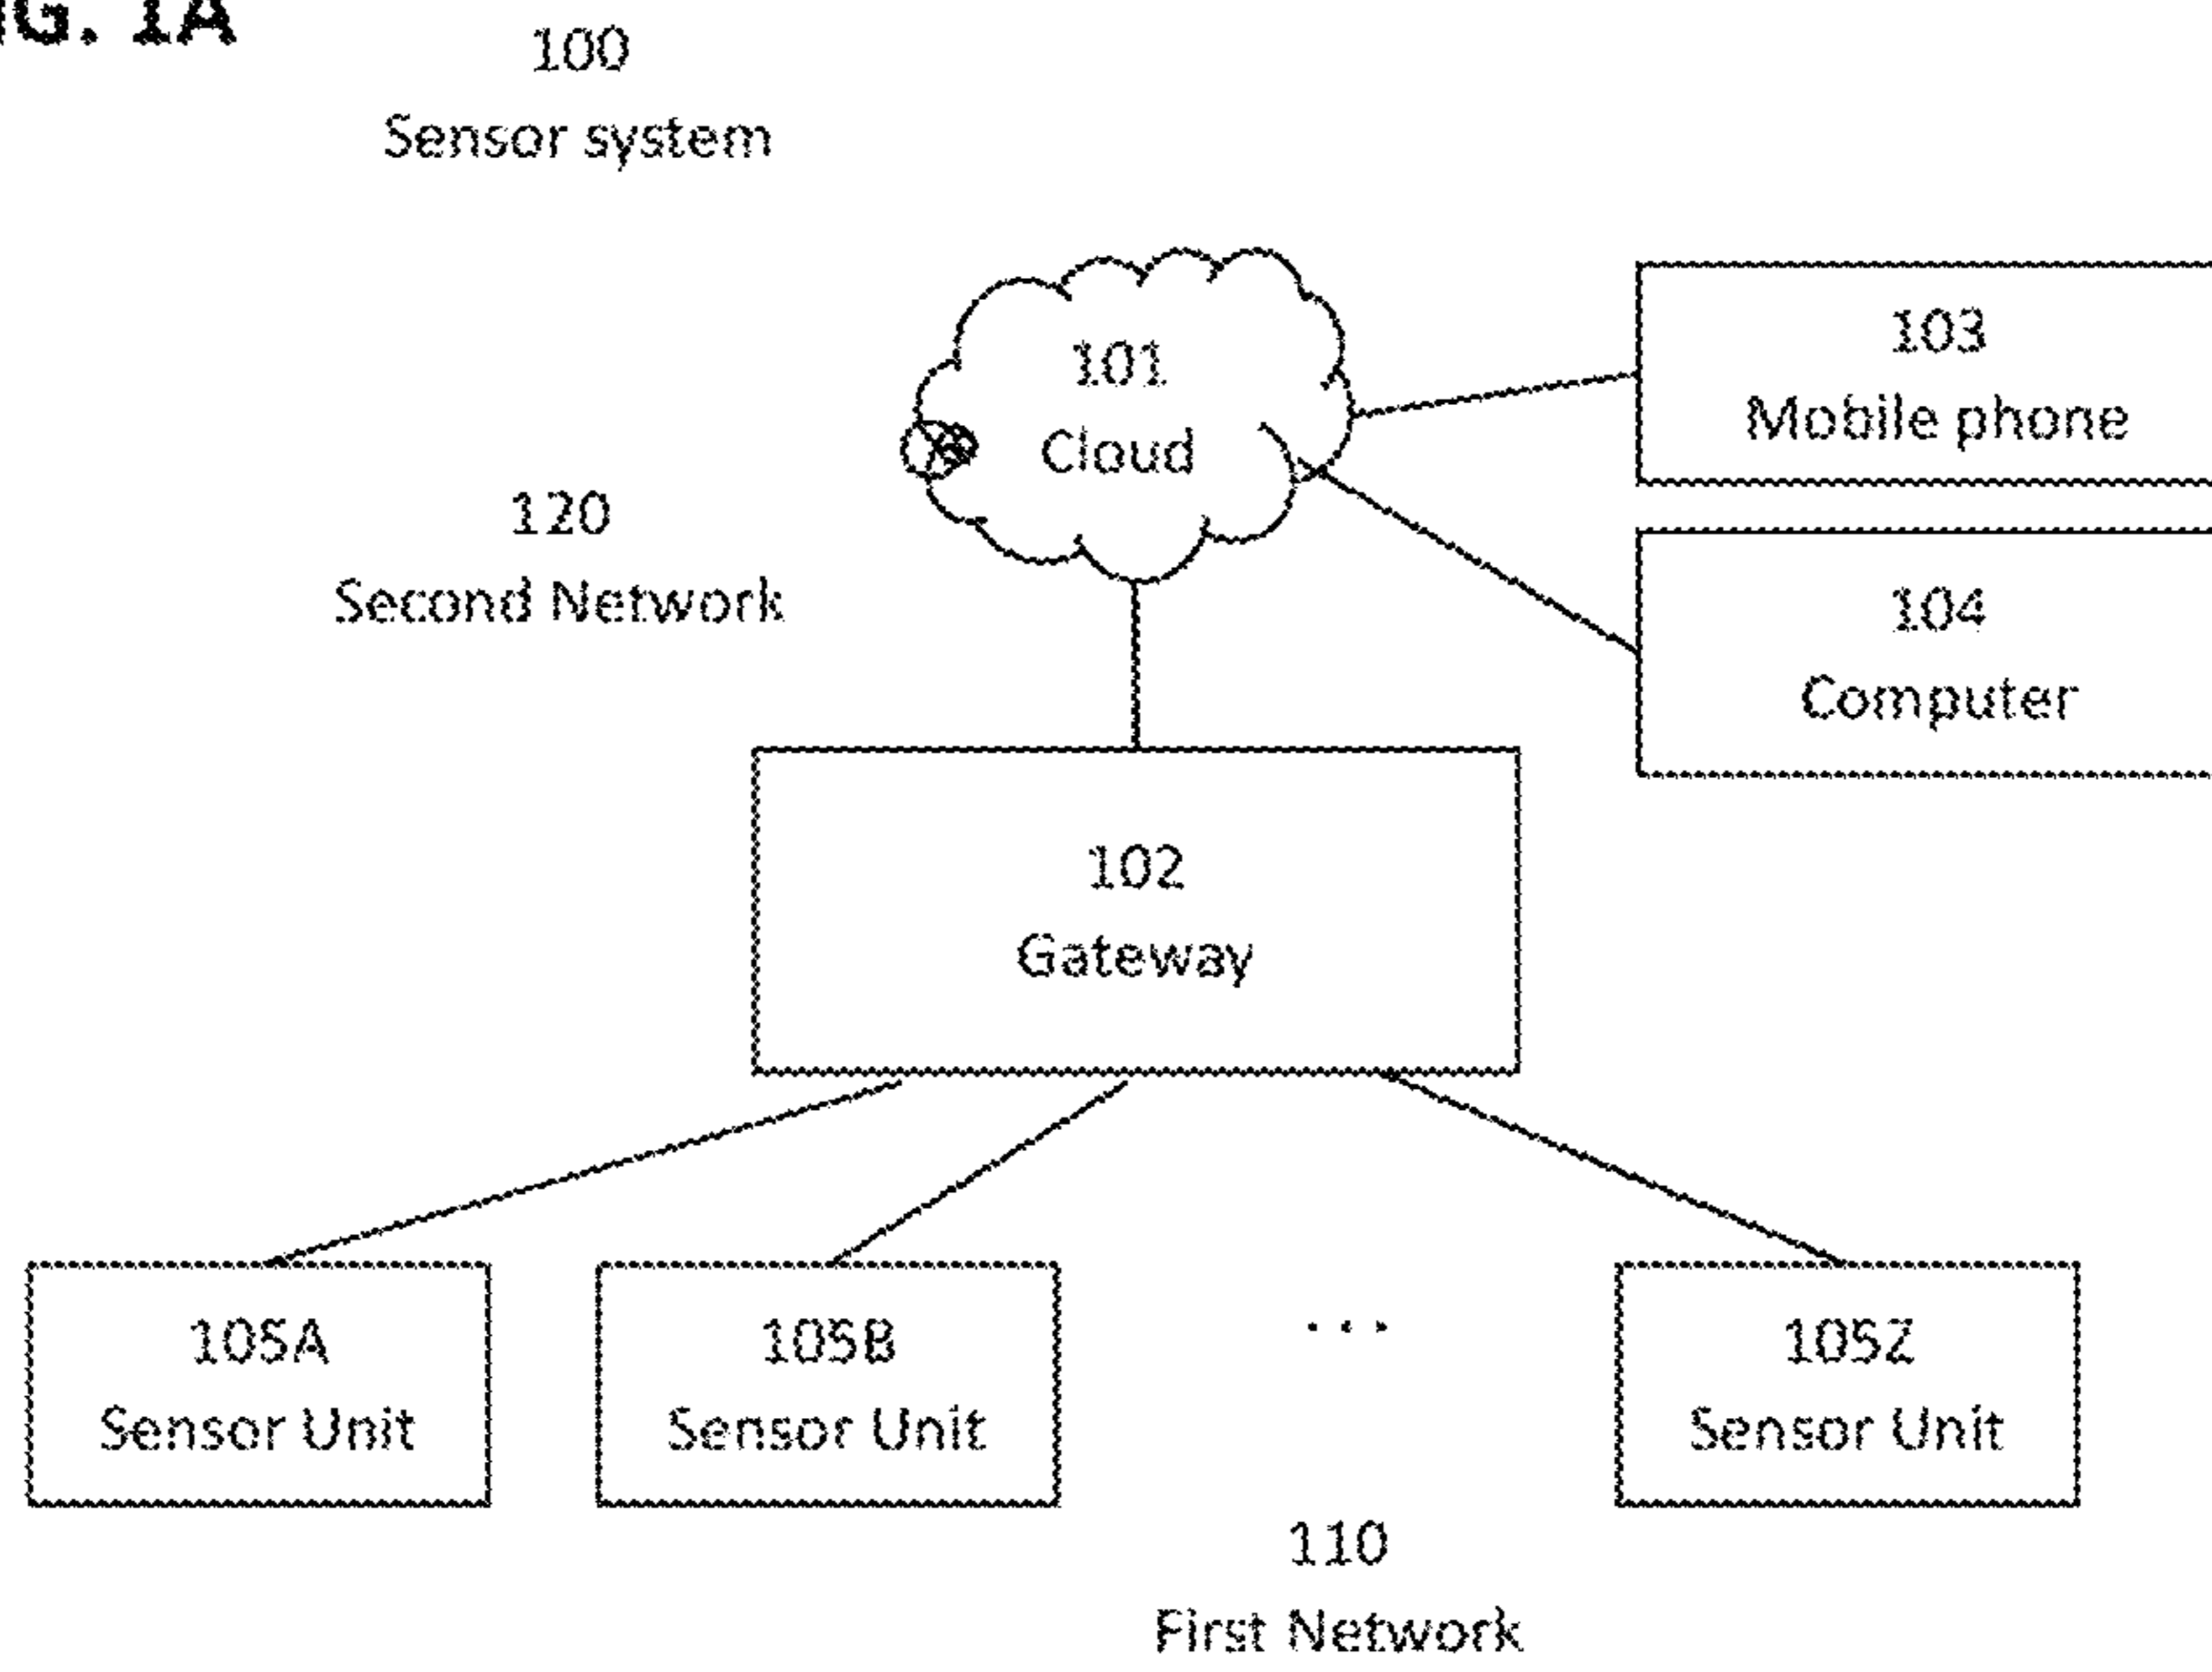 G. 1A
100
Sensor system
101
Cloud
103
Mobile phone
120
Second Network
104
Computer
102
Gateway
105A
Sensor Unit
105B
Sensor Unit
...
105Z
Sensor Unit
110
First Network